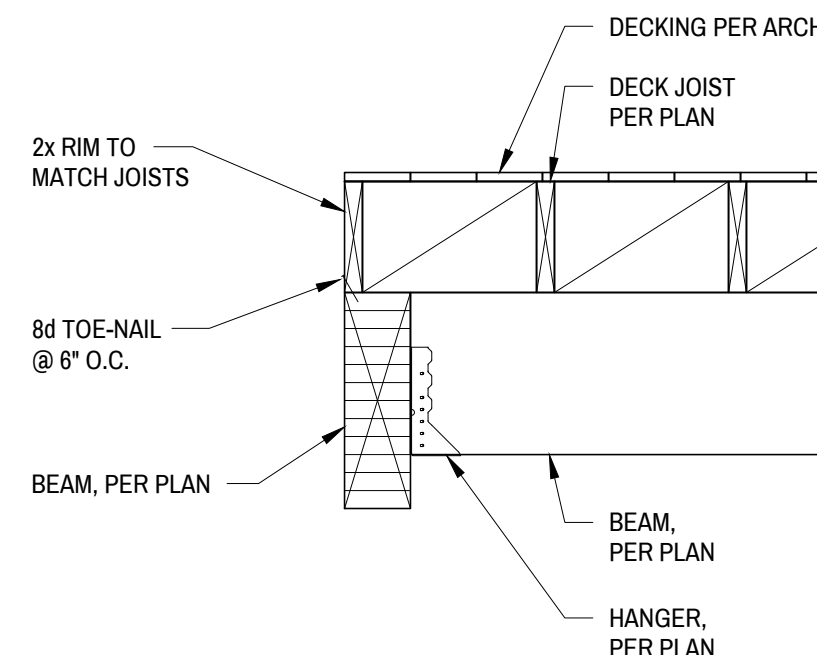 DECKING PER ARCH
DECK JOIST
PER PLAN
2x RIM TO
MATCH JOISTS
8d TOE-NAIL
@ 6" O.C.
BEAM, PER PLAN
BEAM,
PER PLAN
HANGER,
PER PLAN